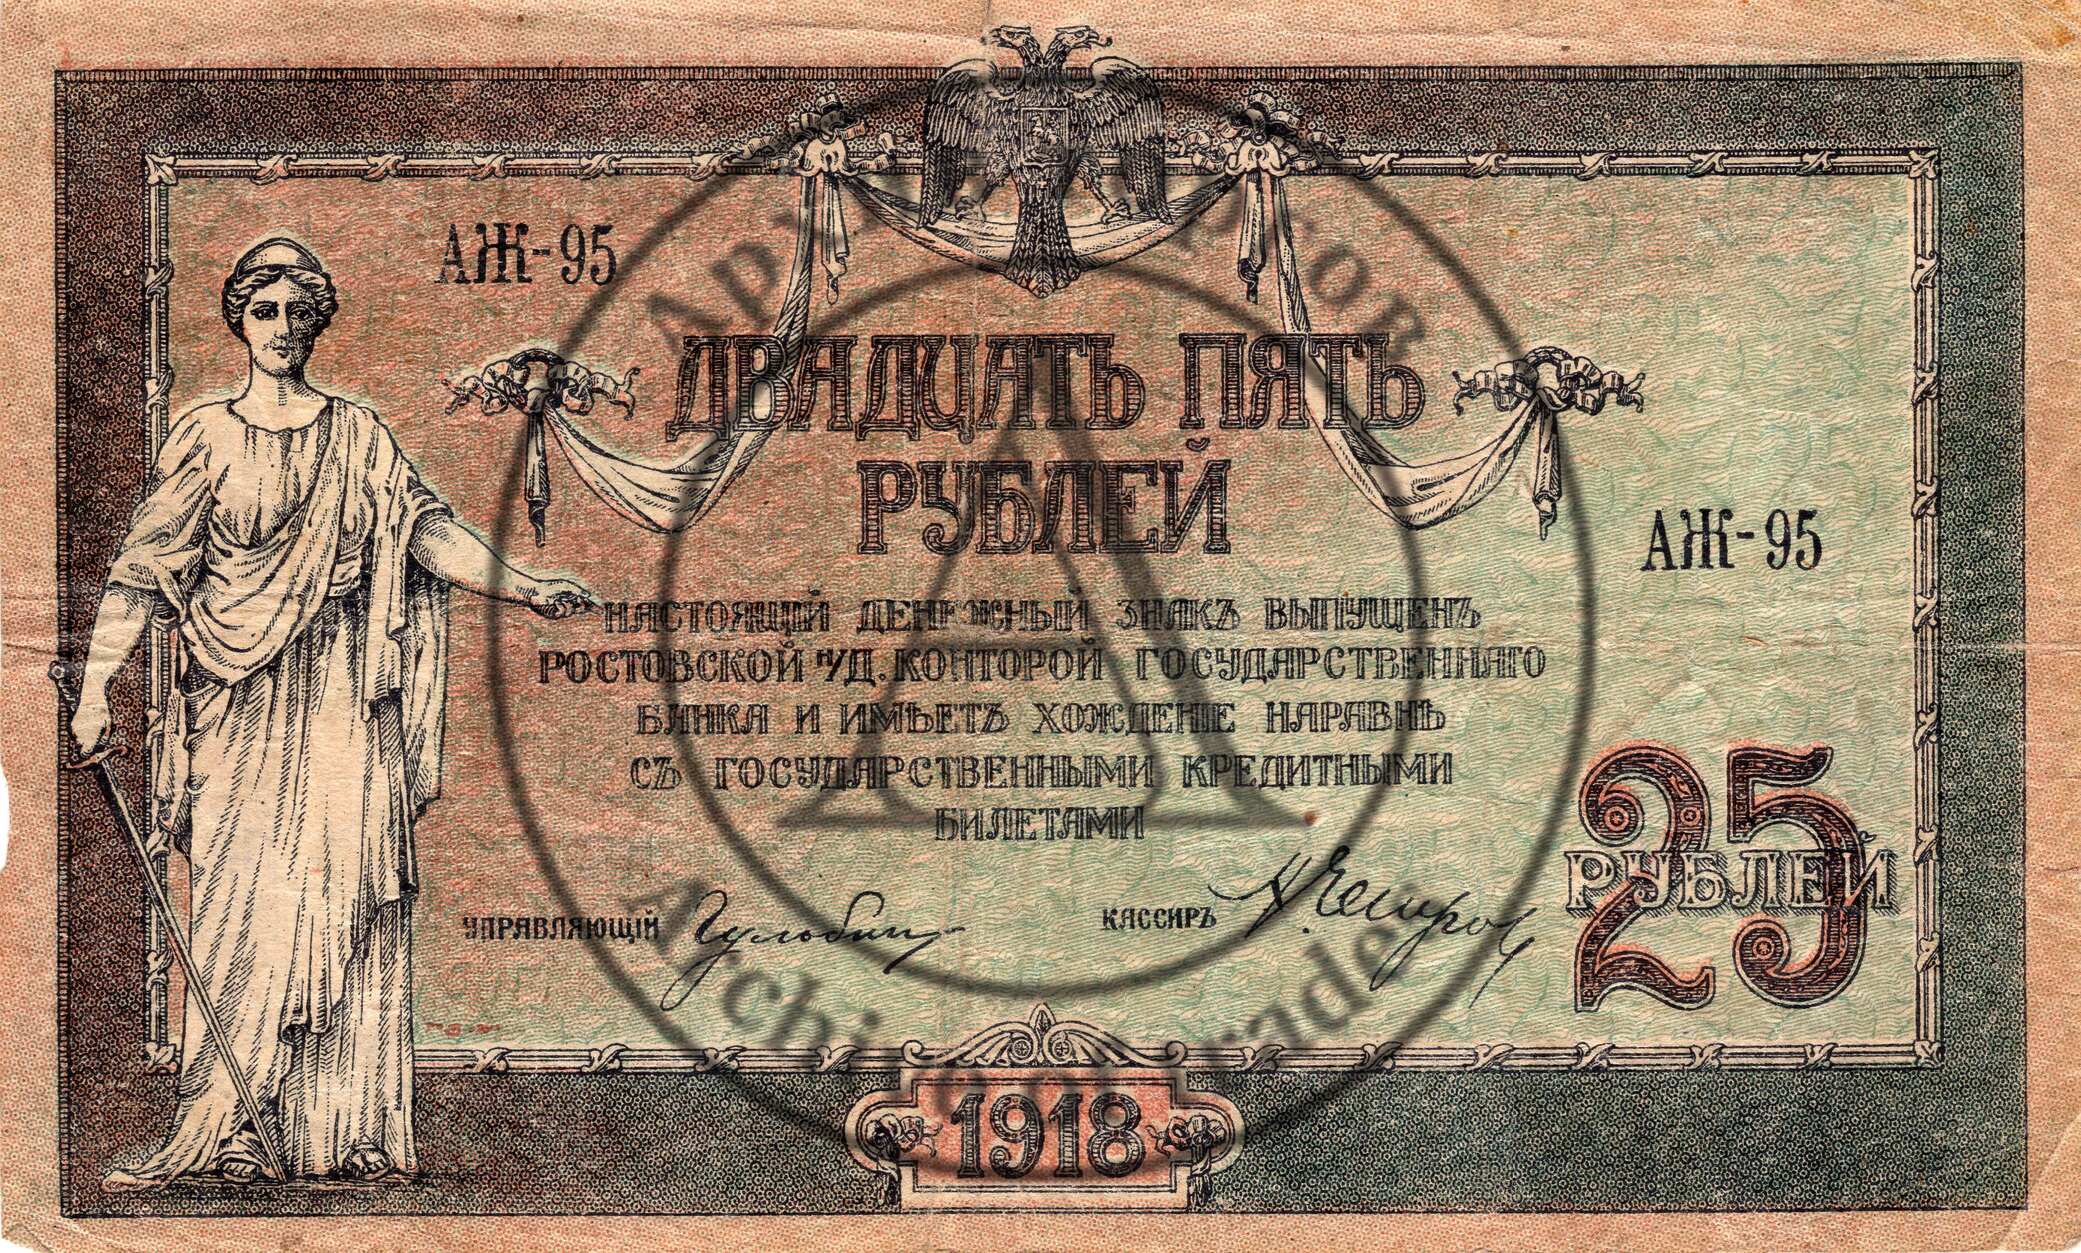 АЖ-95
ДВАДЦАТЬ ПЯТЬ
РУБЛЕЙ
АЖ-95
НАСТОЯЩІЙ ДЕНЕЖНЫЙ ЗНАКЪ ВЫПУЩЕНЪ
РОСТОВСКОЙ Н/Д. КОНТОРОЙ ГОСУДАРСТВЕННАГО
БАНКА И ИМѢЕТЪ ХОЖДЕНІЕ НАРАВНѢ
СЪ ГОСУДАРСТВЕННЫМИ КРЕДИТНЫМИ
БИЛЕТАМИ
25
РУБЛЕЙ
УПРАВЛЯЮЩІЙ Гульбин КАССИРЪ
1918
A